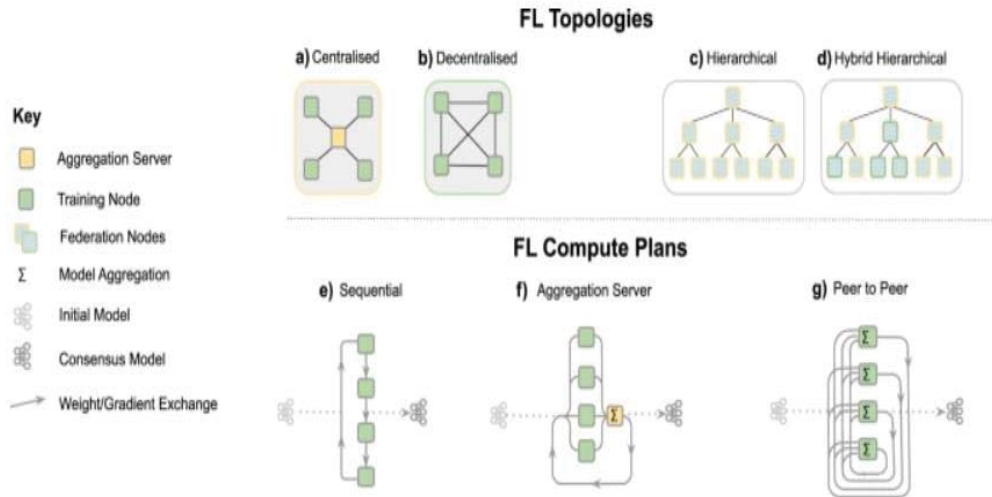 FL Topologies
a) Centralised
b) Decentralised
c) Hierarchical
d) Hybrid Hierarchical
Key
Aggregation Server
Training Node
Federation Nodes
Σ Model Aggregation
Initial Model
Consensus Model
Weight/Gradient Exchange
FL Compute Plans
e) Sequential
f) Aggregation Server
g) Peer to Peer
Σ
Σ
Σ
Σ
Σ